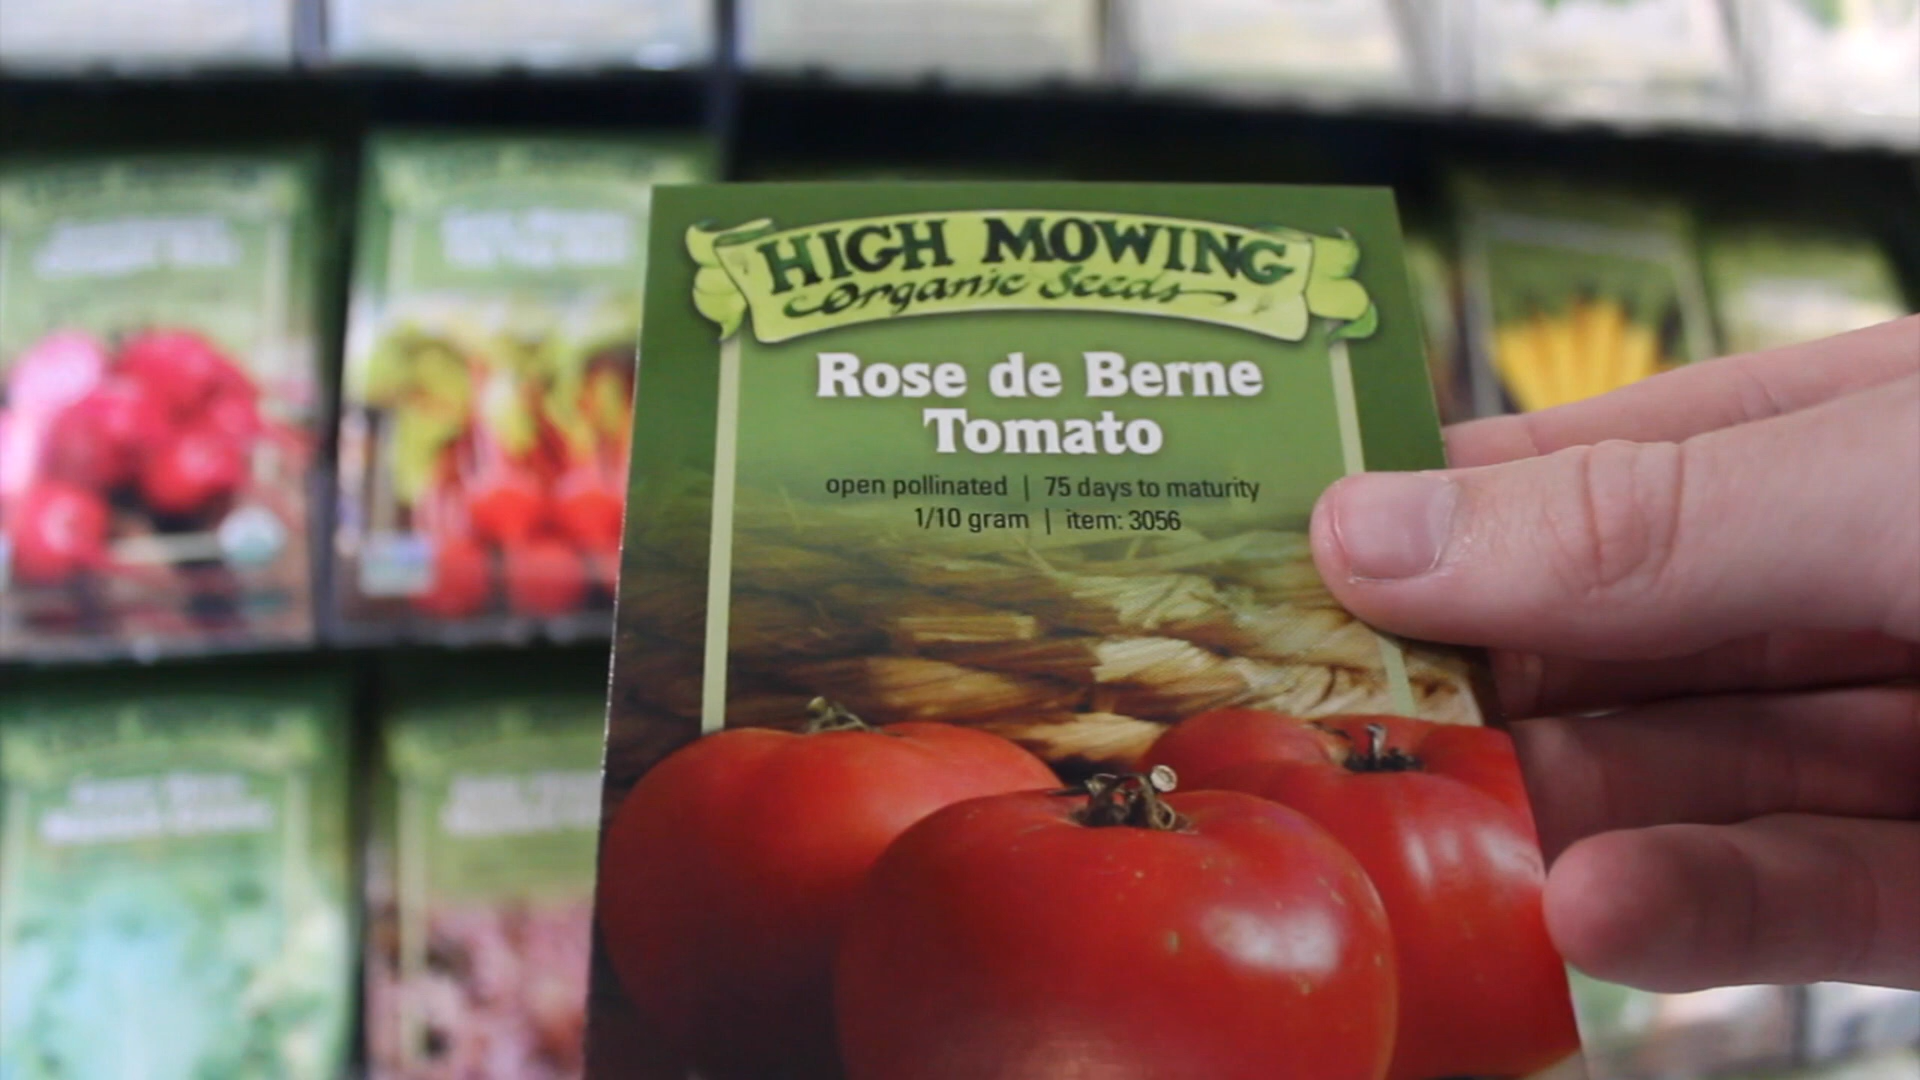 HIGH MOWING
Organic Seeds
Rose de Berne
Tomato
open pollinated | 75 days to maturity
1/10 gram | item: 3056